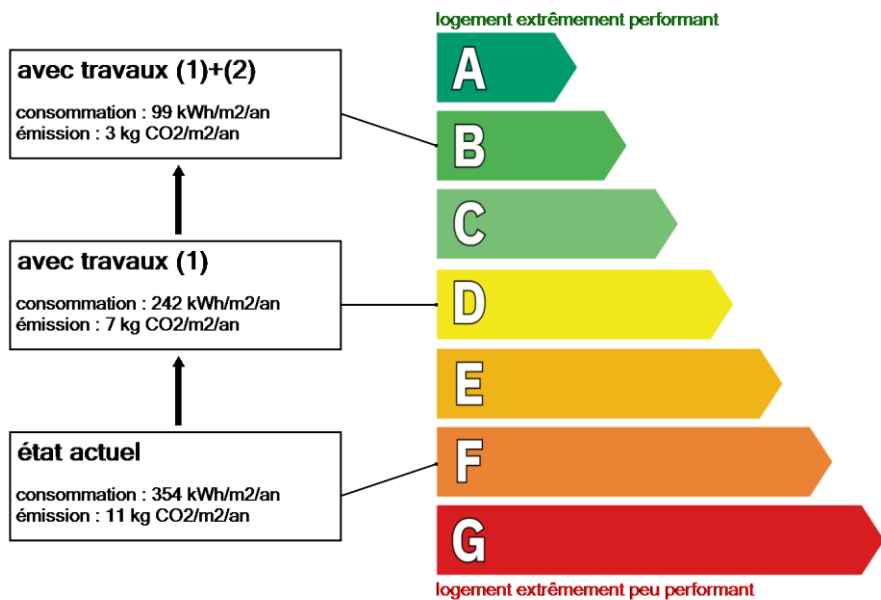 logement extrêmement performant
avec travaux (1)+(2)
consommation : 99 kWh/m2/an
émission : 3 kg CO2/m2/an
avec travaux (1)
consommation : 242 kWh/m2/an
émission : 7 kg CO2/m2/an
état actuel
consommation : 354 kWh/m2/an
émission : 11 kg CO2/m2/an
A
B
C
D
E
F
G
logement extrêmement peu performant